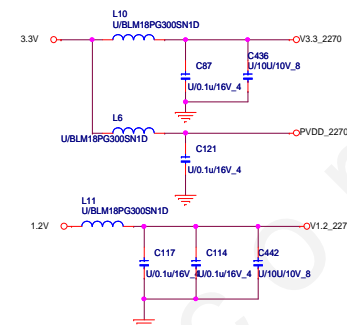 L10
U/BLM18PG300SN1D
3.3V
V3.3_2270
C87
C436
U/10U/10V_8
U/0.1u/16V_4
L6
U/BLM18PG300SN1D
PVDD_2270
C121
U/0.1u/16V_4
L11
U/BLM18PG300SN1D
1.2V
V1.2_227
C117
C114
C442
U/0.1u/16V_4
U/0.1u/16V_4
U/10U/10V_8